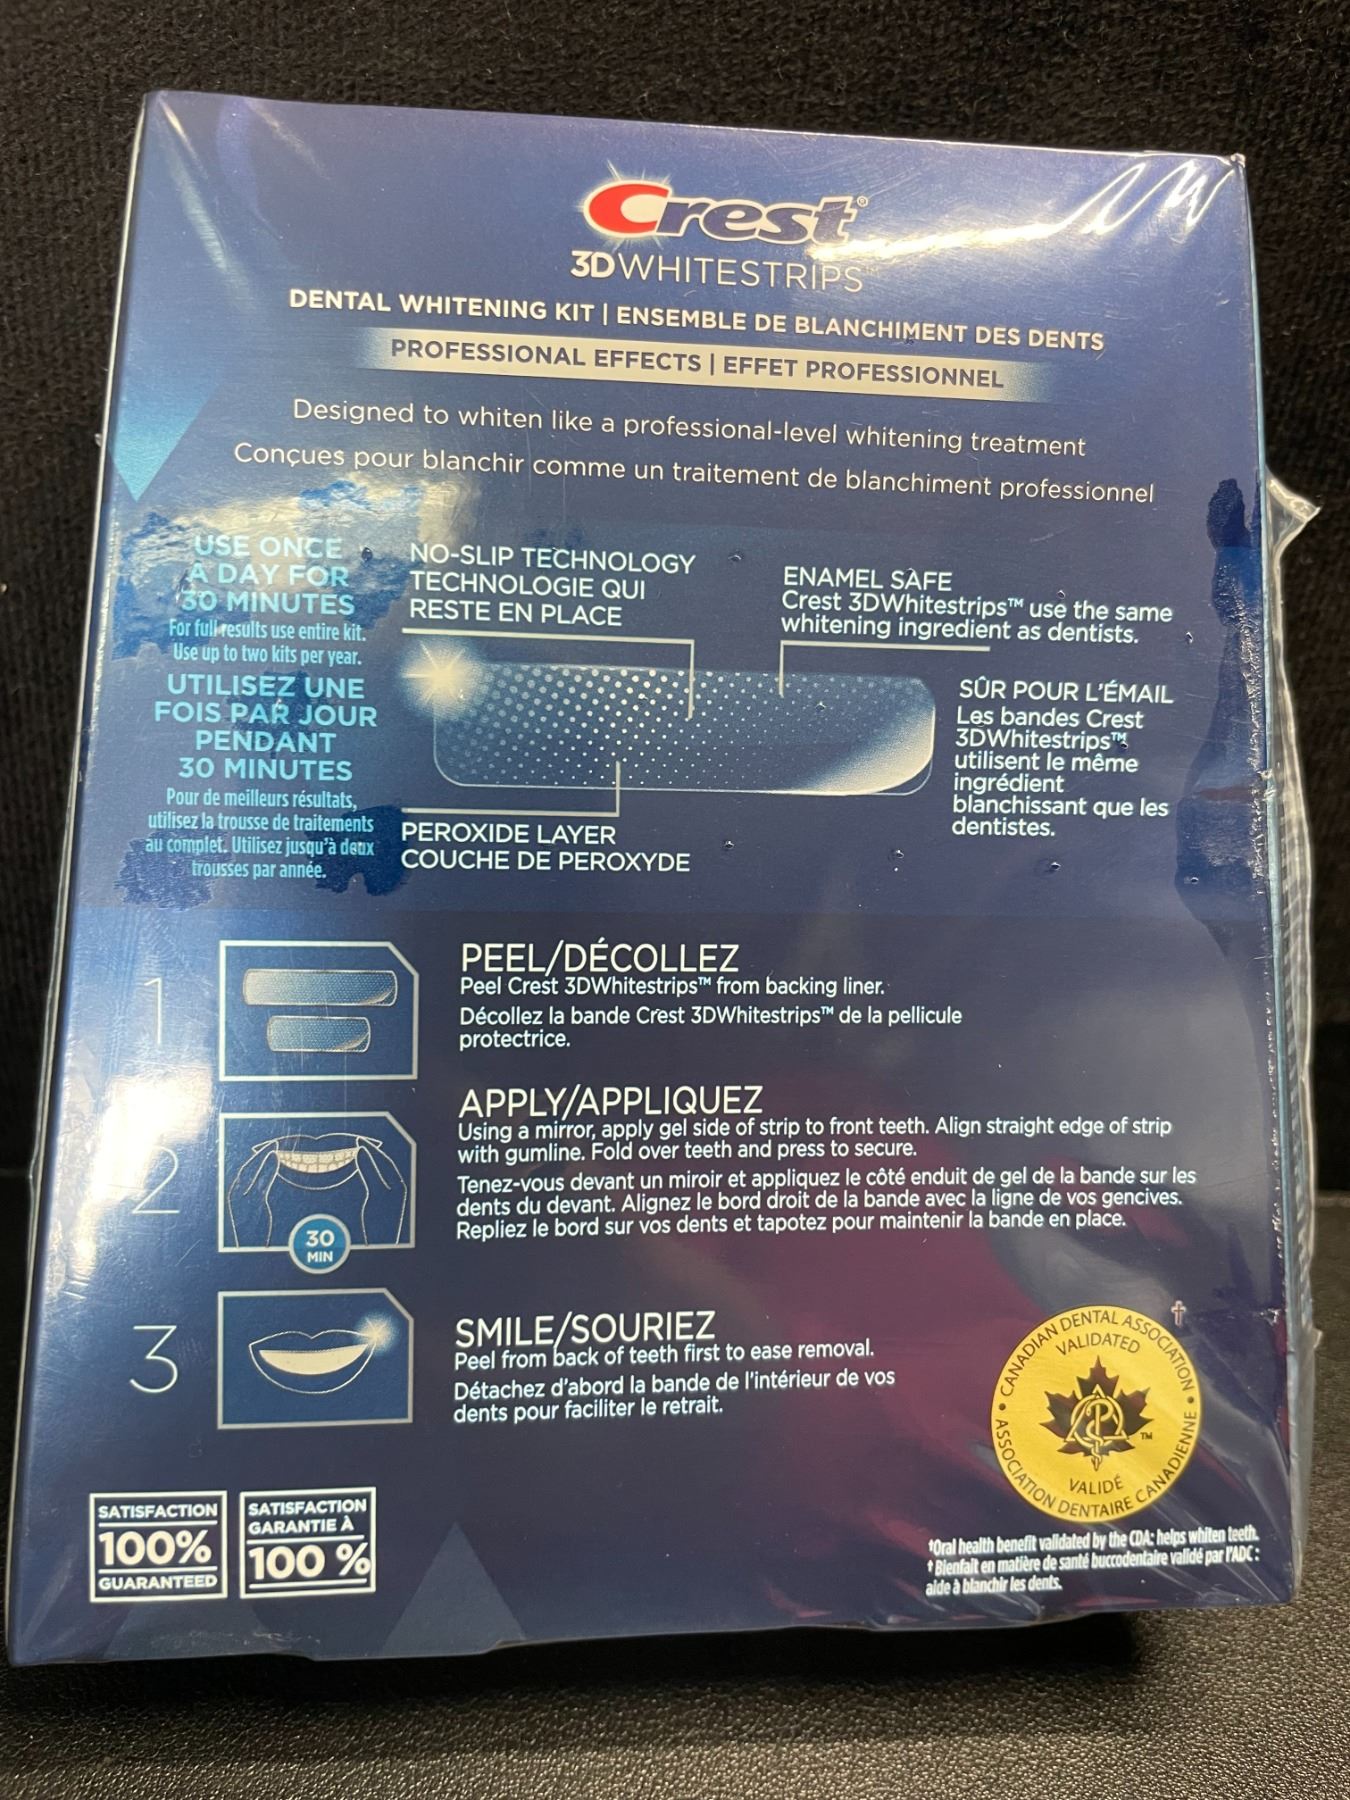 Crest®
3DWHITESTRIPS™
DENTAL WHITENING KIT | ENSEMBLE DE BLANCHIMENT DES DENTS
PROFESSIONAL EFFECTS | EFFET PROFESSIONNEL
Designed to whiten like a professional-level whitening treatment
Conçues pour blanchir comme un traitement de blanchiment professionnel
USE ONCE
A DAY FOR
30 MINUTES
For full results use entire kit.
Use up to two kits per year.
UTILISEZ UNE
FOIS PAR JOUR
PENDANT
30 MINUTES
Pour de meilleurs résultats,
utilisez la trousse de traitements
au complet. Utilisez jusqu'à deux
trousses par année.
NO-SLIP TECHNOLOGY
TECHNOLOGIE QUI
RESTE EN PLACE
ENAMEL SAFE
Crest 3DWhitestrips™ use the same
whitening ingredient as dentists.
SÛR POUR L'ÉMAIL
Les bandes Crest
3DWhitestrips™
utilisent le même
ingrédient
blanchissant que les
dentistes.
PEROXIDE LAYER
COUCHE DE PEROXYDE
1
PEEL/DÉCOLLEZ
Peel Crest 3DWhitestrips™ from backing liner.
Décollez la bande Crest 3DWhitestrips™ de la pellicule
protectrice.
2
30
MIN
APPLY/APPLIQUEZ
Using a mirror, apply gel side of strip to front teeth. Align straight edge of strip
with gumline. Fold over teeth and press to secure.
Tenez-vous devant un miroir et appliquez le côté enduit de gel de la bande sur les
dents du devant. Alignez le bord droit de la bande avec la ligne de vos gencives.
Repliez le bord sur vos dents et tapotez pour maintenir la bande en place.
3
SMILE/SOURIEZ
Peel from back of teeth first to ease removal.
Détachez d'abord la bande de l'intérieur de vos
dents pour faciliter le retrait.
SATISFACTION
100%
GUARANTEED
SATISFACTION
GARANTIE À
100 %
†
CANADIAN DENTAL ASSOCIATION
VALIDATED
TM
VALIDÉ
ASSOCIATION DENTAIRE CANADIENNE
†Oral health benefit validated by the CDA: helps whiten teeth.
† Bienfait en matière de santé buccodentaire validé par l'ADC :
aide à blanchir les dents.